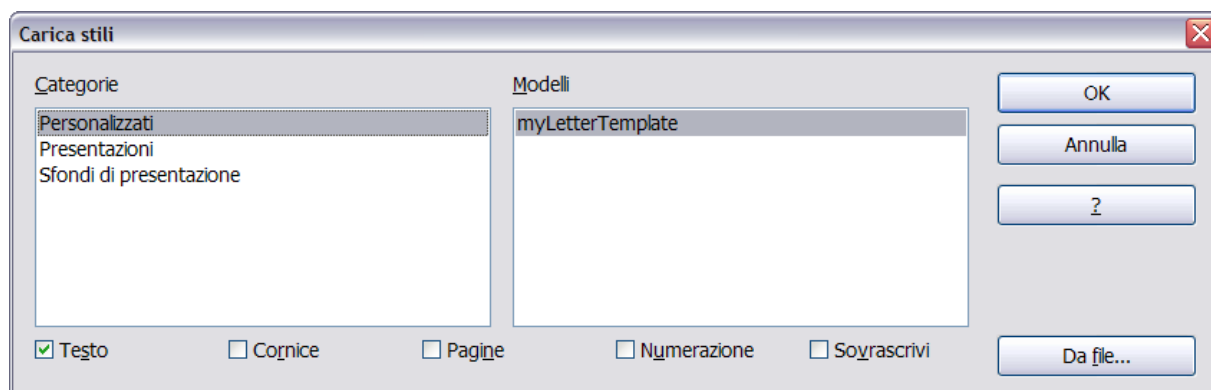 Carica stili
Categorie
Modelli
Personalizzati
Presentazioni
Sfondi di presentazione
myLetterTemplate
OK
Annulla
?
Testo
Cornice
Pagine
Numerazione
Sovrascrivi
Da file...